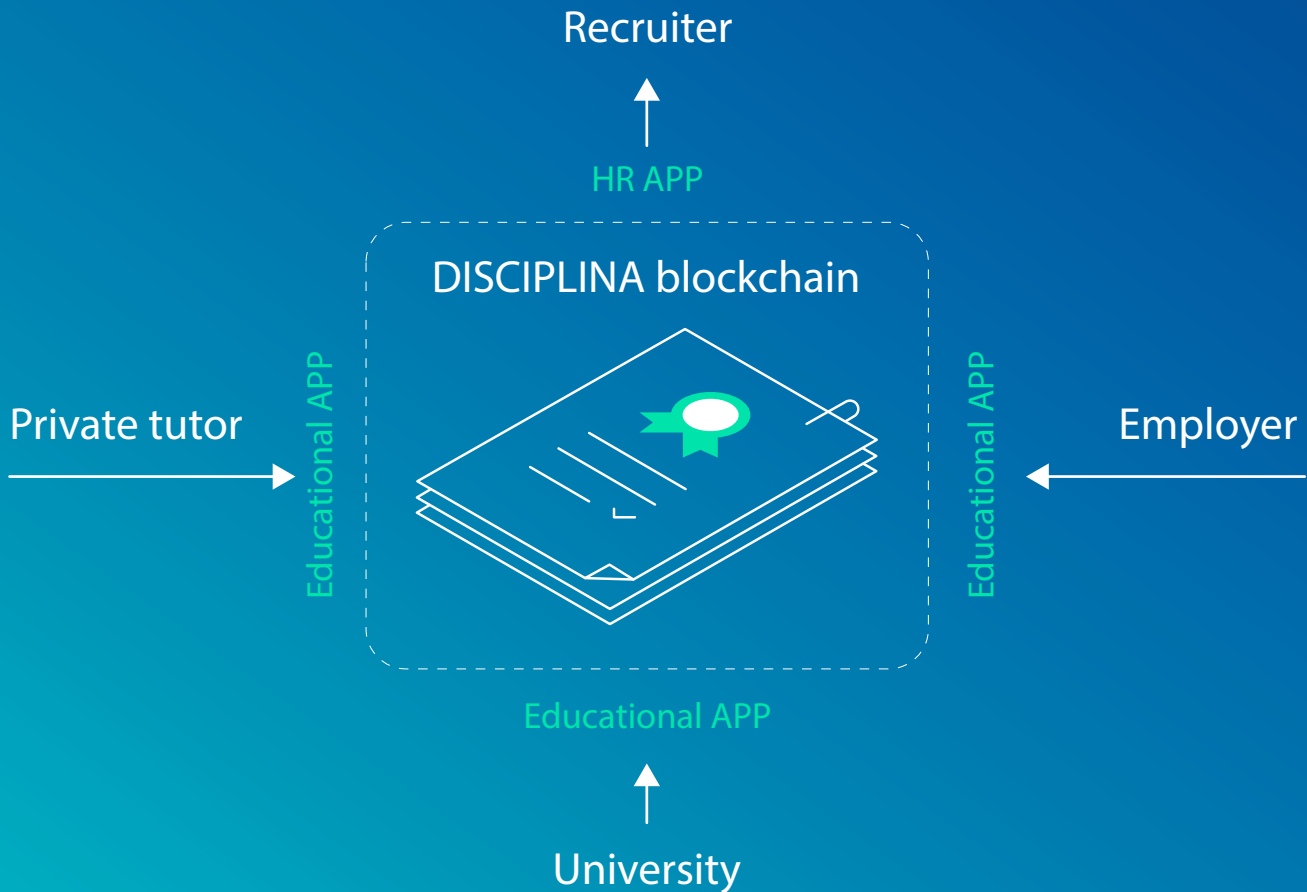 Recruiter
HR APP
DISCIPLINA blockchain
Private tutor
Educational APP
Educational APP
Employer
Educational APP
University